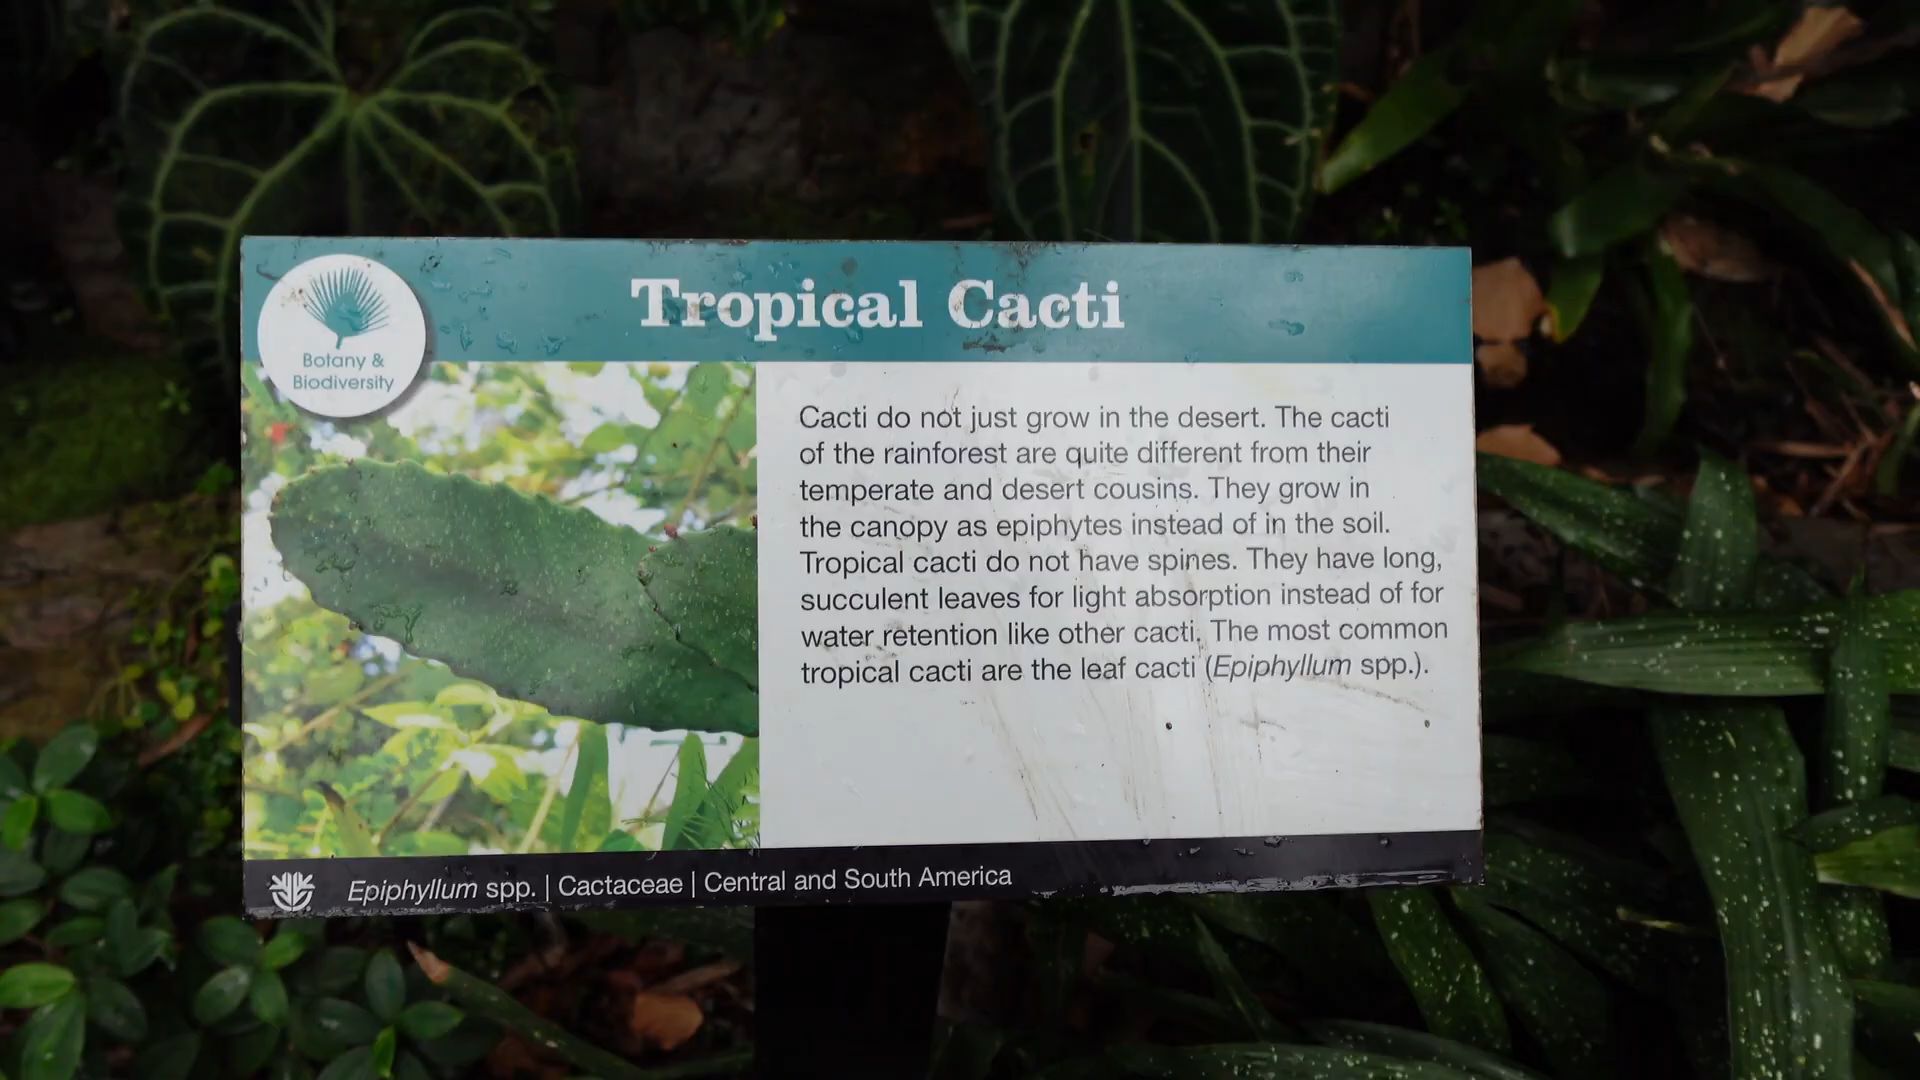 Tropical Cacti
Botany &
Biodiversity
Cacti do not just grow in the desert. The cacti
of the rainforest are quite different from their
temperate and desert cousins. They grow in
the canopy as epiphytes instead of in the soil.
Tropical cacti do not have spines. They have long,
succulent leaves for light absorption instead of for
water retention like other cacti. The most common
tropical cacti are the leaf cacti (Epiphyllum spp.).
Epiphyllum spp. | Cactaceae | Central and South America